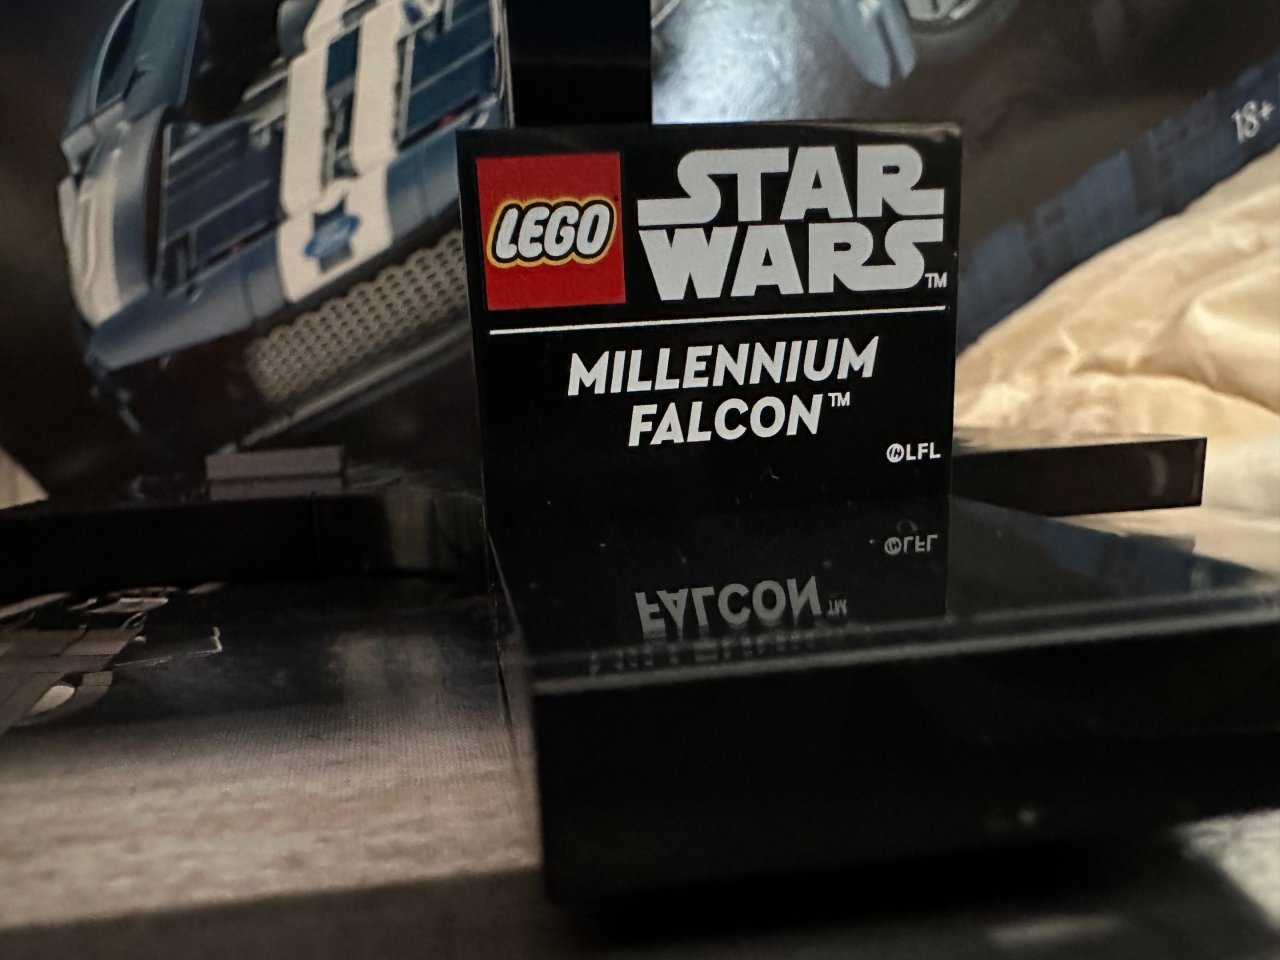 18+
LEGO
STAR
WARS™
MILLENNIUM
FALCON™
©LFL